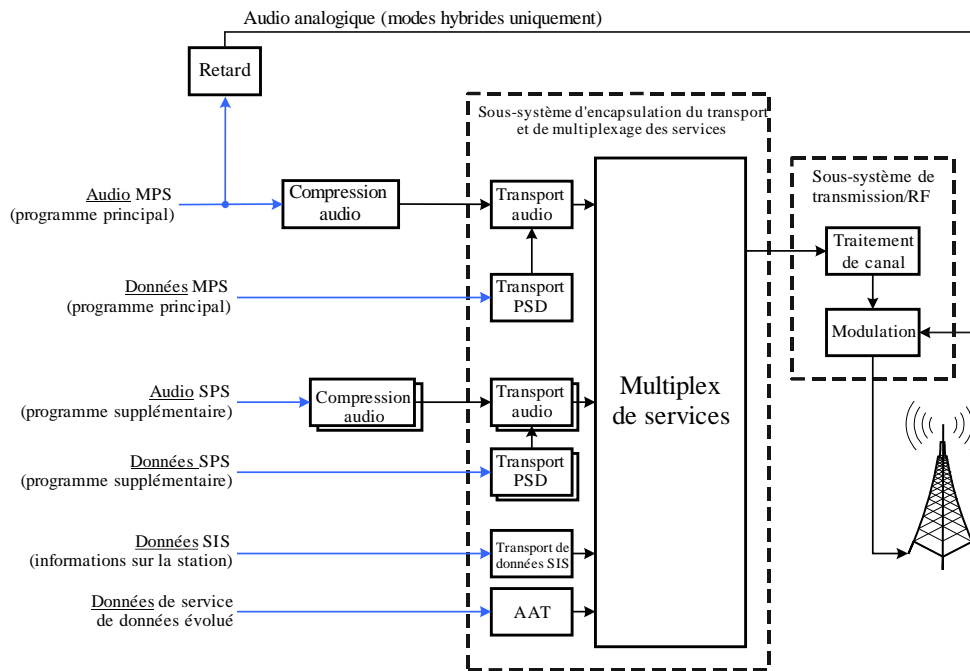 Audio analogique (modes hybrides uniquement)
Retard
Sous-système d'encapsulation du transport
et de multiplexage des services
Audio MPS
(programme principal)
Compression
audio
Transport
audio
Données MPS
(programme principal)
Transport
PSD
Audio SPS
(programme supplémentaire)
Compression
audio
Transport
audio
Données SPS
(programme supplémentaire)
Transport
PSD
Données SIS
(informations sur la station)
Transport de
données SIS
Données de service
de données évolué
AAT
Multiplex
de services
Sous-système de
transmission/RF
Traitement
de canal
Modulation